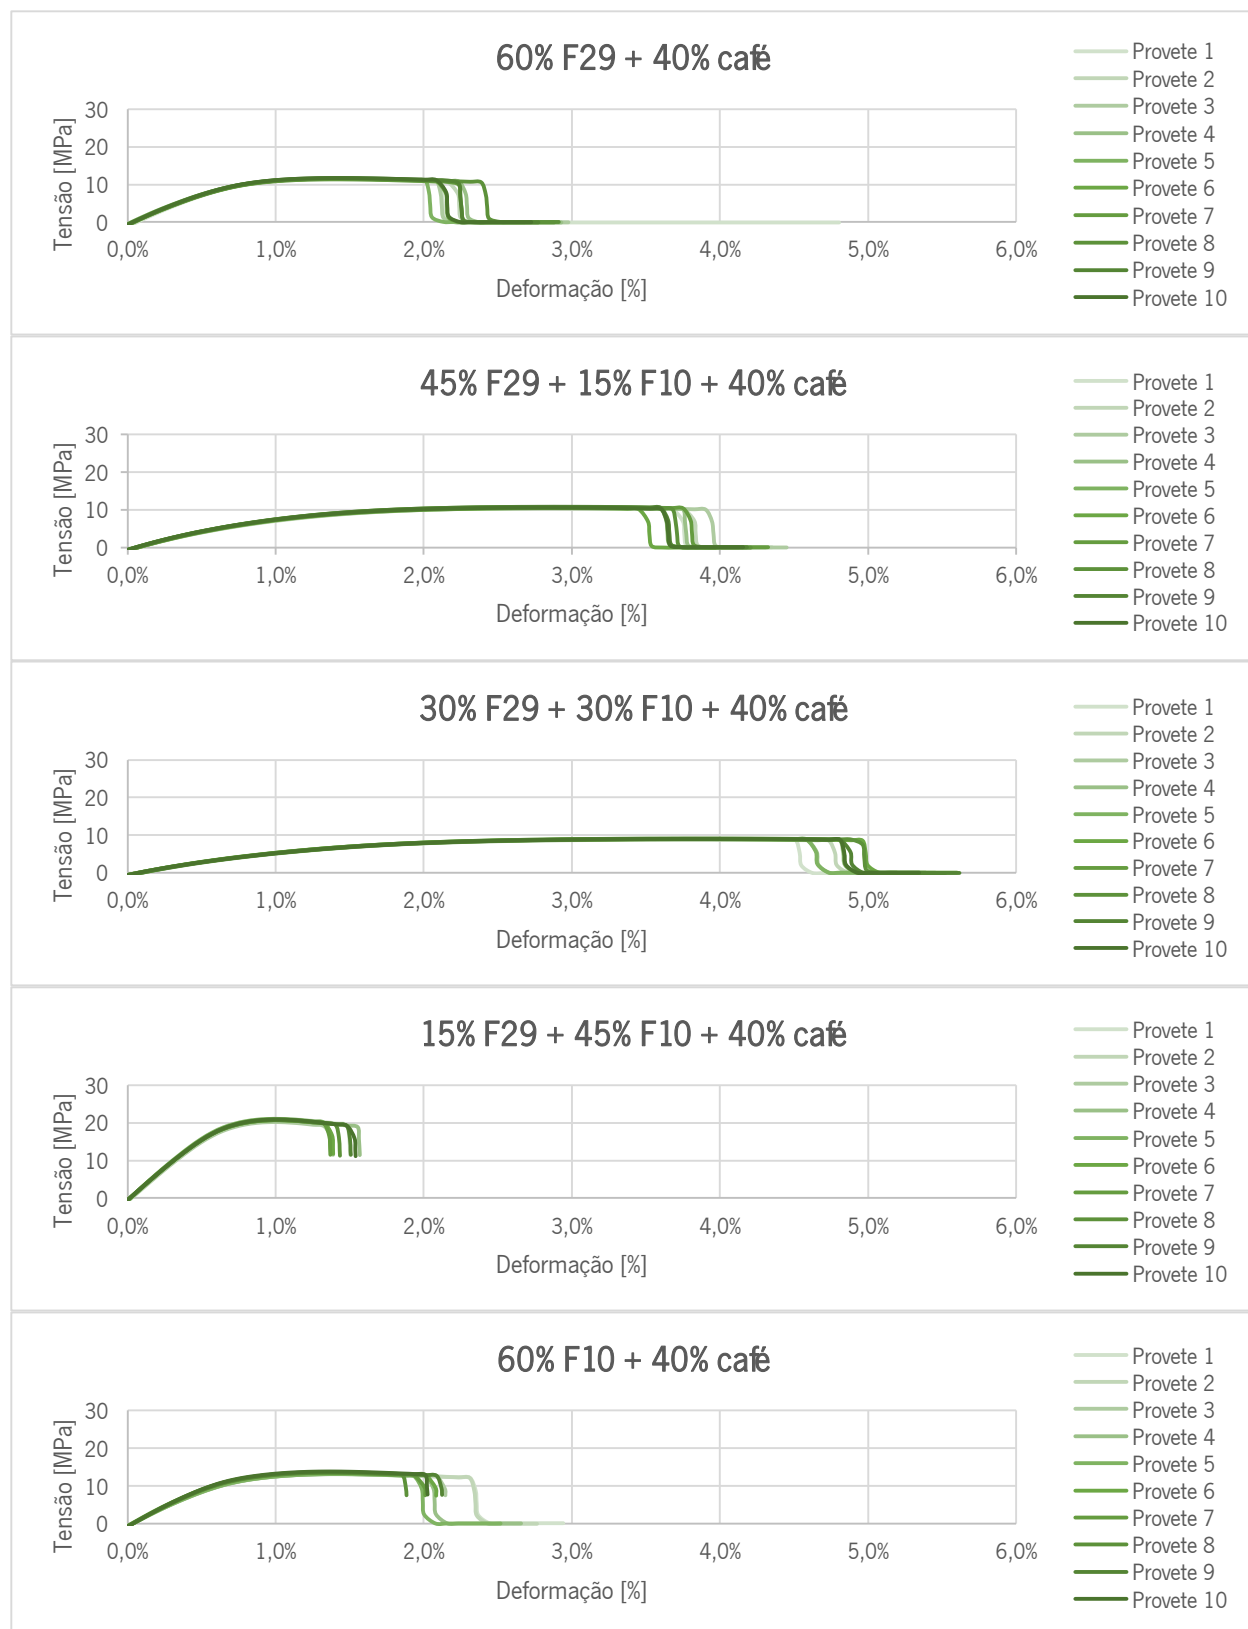 60% F29 + 40% café
Tensão [MPa]
30
20
10
0
0,0% 1,0% 2,0% 3,0% 4,0% 5,0% 6,0%
Deformação [%]
Provete 1
Provete 2
Provete 3
Provete 4
Provete 5
Provete 6
Provete 7
Provete 8
Provete 9
Provete 10
45% F29 + 15% F10 + 40% café
Tensão [MPa]
30
20
10
0
0,0% 1,0% 2,0% 3,0% 4,0% 5,0% 6,0%
Deformação [%]
Provete 1
Provete 2
Provete 3
Provete 4
Provete 5
Provete 6
Provete 7
Provete 8
Provete 9
Provete 10
30% F29 + 30% F10 + 40% café
Tensão [MPa]
30
20
10
0
0,0% 1,0% 2,0% 3,0% 4,0% 5,0% 6,0%
Deformação [%]
Provete 1
Provete 2
Provete 3
Provete 4
Provete 5
Provete 6
Provete 7
Provete 8
Provete 9
Provete 10
15% F29 + 45% F10 + 40% café
Tensão [MPa]
30
20
10
0
0,0% 1,0% 2,0% 3,0% 4,0% 5,0% 6,0%
Deformação [%]
Provete 1
Provete 2
Provete 3
Provete 4
Provete 5
Provete 6
Provete 7
Provete 8
Provete 9
Provete 10
60% F10 + 40% café
Tensão [MPa]
30
20
10
0
0,0% 1,0% 2,0% 3,0% 4,0% 5,0% 6,0%
Deformação [%]
Provete 1
Provete 2
Provete 3
Provete 4
Provete 5
Provete 6
Provete 7
Provete 8
Provete 9
Provete 10